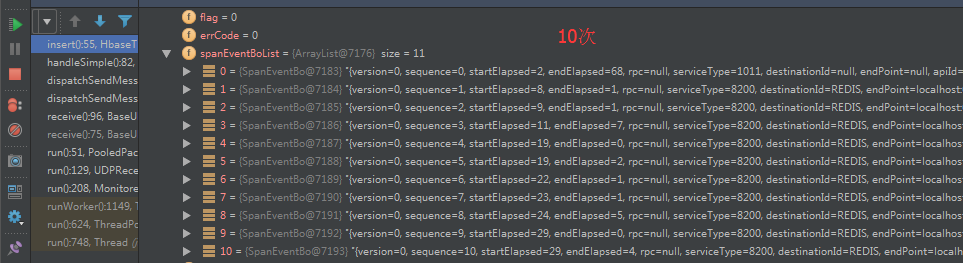 flag = 0
errCode = 0
10次
insert():55, HbaseT
spanEventBoList = {ArrayList@7176} size = 11
handleSimple():82,
0 = {SpanEventBo@7183} "{version=0, sequence=0, startElapsed=2, endElapsed=68, rpc=null, serviceType=1011, destinationId=null, endPoint=null, apiId=
dispatchSendMess
1 = {SpanEventBo@7184} "{version=0, sequence=1, startElapsed=8, endElapsed=1, rpc=null, serviceType=8200, destinationId=REDIS, endPoint=localhost:
dispatchSendMess
2 = {SpanEventBo@7185} "{version=0, sequence=2, startElapsed=2, endElapsed=9, rpc=null, serviceType=8200, destinationId=REDIS, endPoint=localhost:
receive():96, BaseU
3 = {SpanEventBo@7186} "{version=0, sequence=3, startElapsed=11, endElapsed=7, rpc=null, serviceType=8200, destinationId=REDIS, endPoint=localhos
receive():75, BaseU
4 = {SpanEventBo@7187} "{version=0, sequence=4, startElapsed=19, endElapsed=0, rpc=null, serviceType=8200, destinationId=REDIS, endPoint=localhos
run():51, PooledPac
5 = {SpanEventBo@7188} "{version=0, sequence=5, startElapsed=19, endElapsed=2, rpc=null, serviceType=8200, destinationId=REDIS, endPoint=localhos
run():129, UDPRece
6 = {SpanEventBo@7189} "{version=0, sequence=6, startElapsed=22, endElapsed=1, rpc=null, serviceType=8200, destinationId=REDIS, endPoint=localhos
run():208, Monitore
7 = {SpanEventBo@7190} "{version=0, sequence=7, startElapsed=23, endElapsed=1, rpc=null, serviceType=8200, destinationId=REDIS, endPoint=localhos
runWorker():1149, T
8 = {SpanEventBo@7191} "{version=0, sequence=8, startElapsed=24, endElapsed=5, rpc=null, serviceType=8200, destinationId=REDIS, endPoint=localhos
run():624, ThreadPo
9 = {SpanEventBo@7192} "{version=0, sequence=9, startElapsed=29, endElapsed=0, rpc=null, serviceType=8200, destinationId=REDIS, endPoint=localhos
run():748, Thread
10 = {SpanEventBo@7193} "{version=0, sequence=10, startElapsed=29, endElapsed=4, rpc=null, serviceType=8200, destinationId=REDIS, endPoint=localho